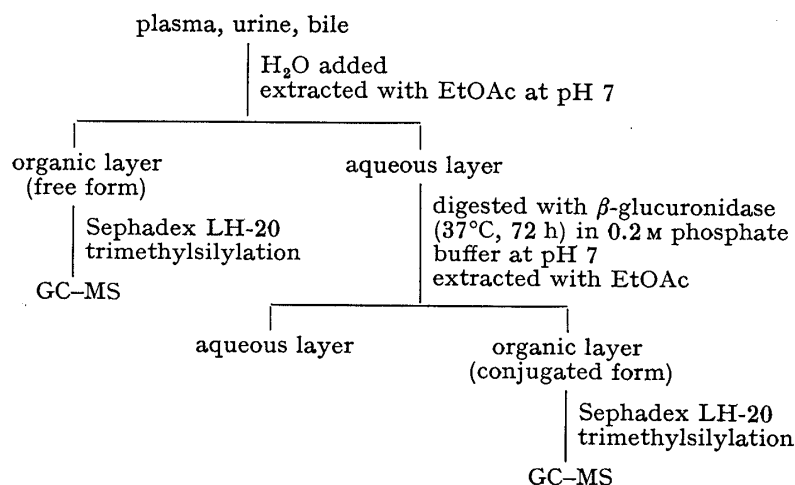 plasma, urine, bile
H₂O added
extracted with EtOAc at pH 7
organic layer
(free form)
aqueous layer
Sephadex LH-20
trimethylsilylation
GC–MS
digested with β-glucuronidase
(37°C, 72 h) in 0.2 M phosphate
buffer at pH 7
extracted with EtOAc
aqueous layer
organic layer
(conjugated form)
Sephadex LH-20
trimethylsilylation
GC–MS